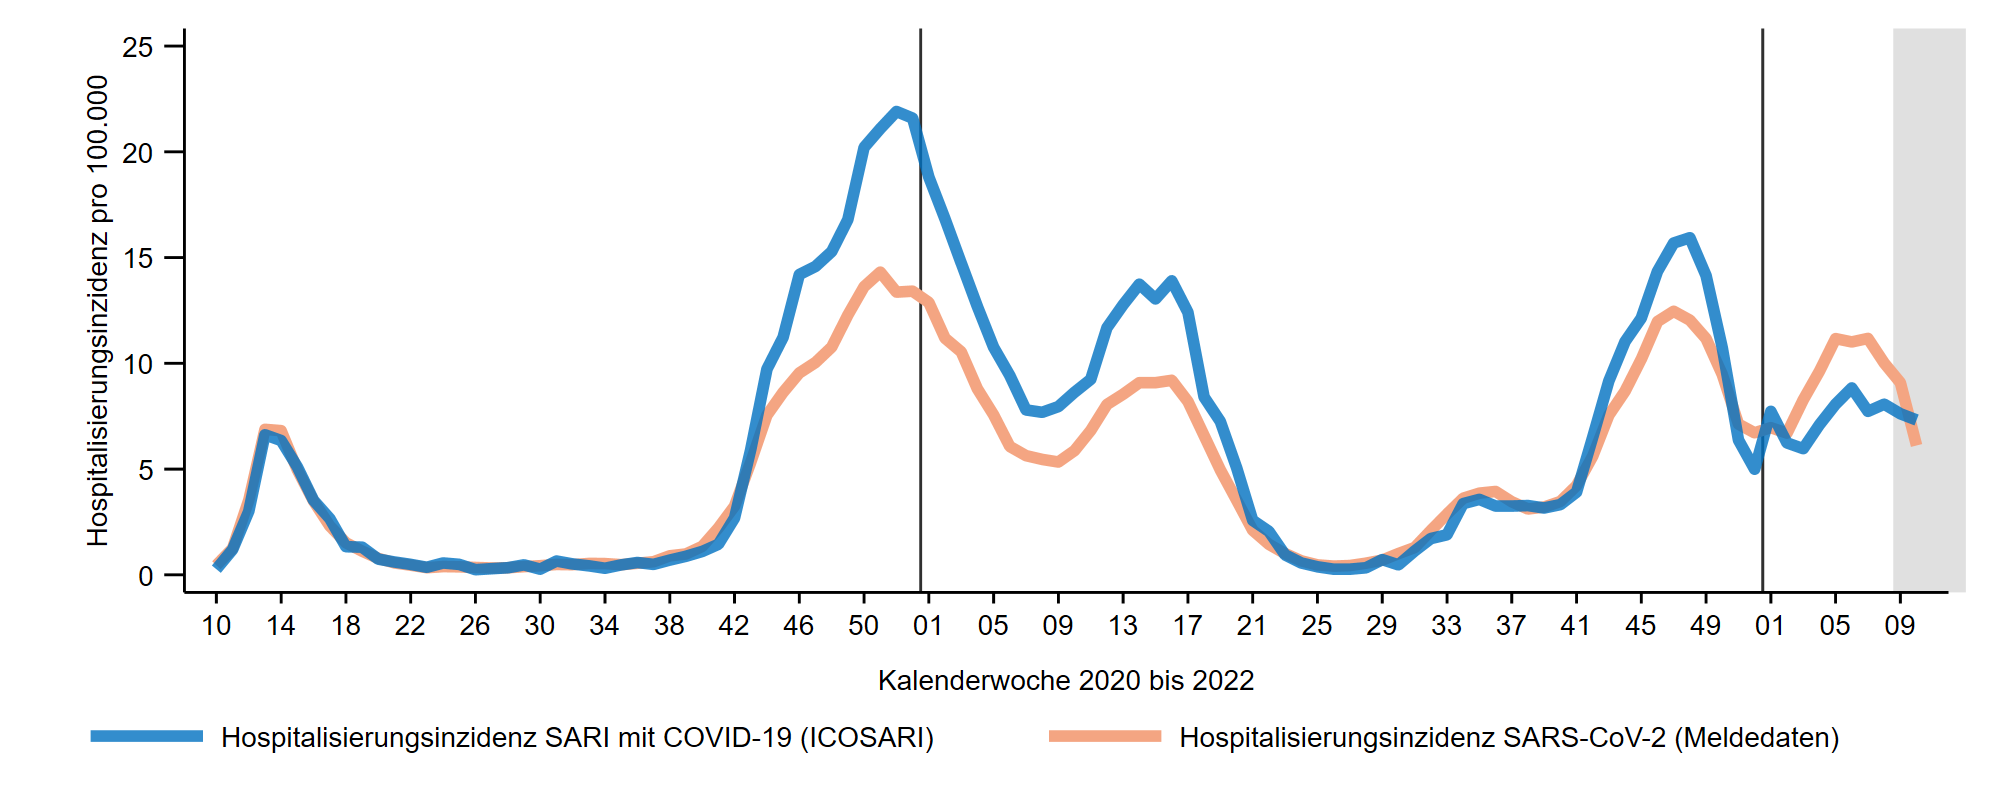 Hospitalisierungsinzidenz pro 100.000
25
20
15
10
5
0
10 14 18 22 26 30 34 38 42 46 50 01 05 09 13 17 21 25 29 33 37 41 45 49 01 05 09
Kalenderwoche 2020 bis 2022
Hospitalisierungsinzidenz SARI mit COVID-19 (ICOSARI) Hospitalisierungsinzidenz SARS-CoV-2 (Meldedaten)